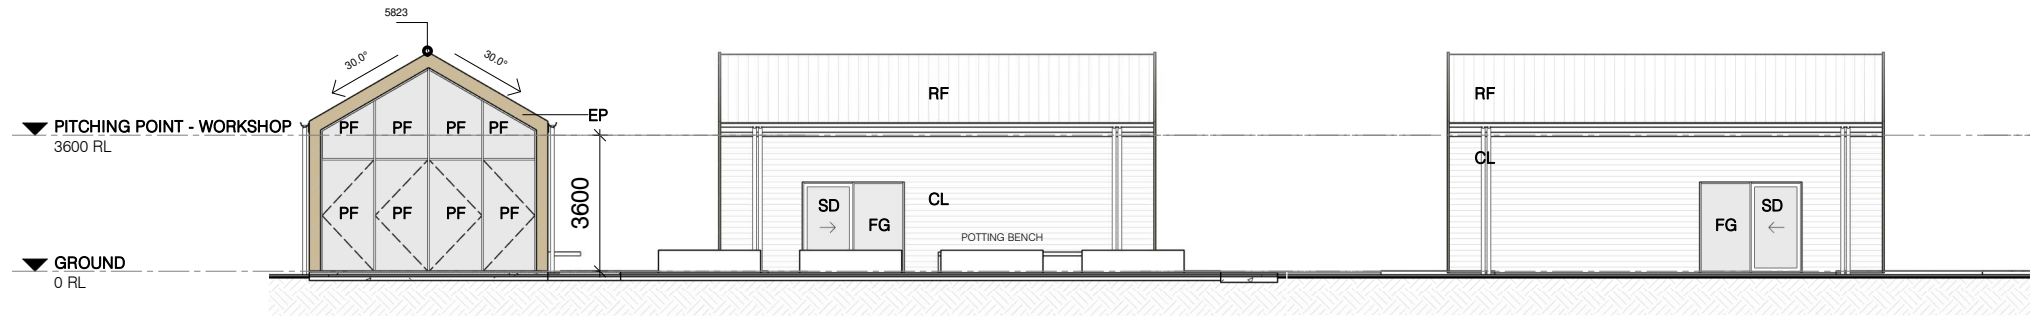 5823
30.0°
30.0°
RF
RF
EP
PITCHING POINT - WORKSHOP
3600 RL
PF
PF
PF
PF
CL
3600
PF
PF
PF
PF
SD
FG
CL
FG
SD
POTTING BENCH
GROUND
0 RL